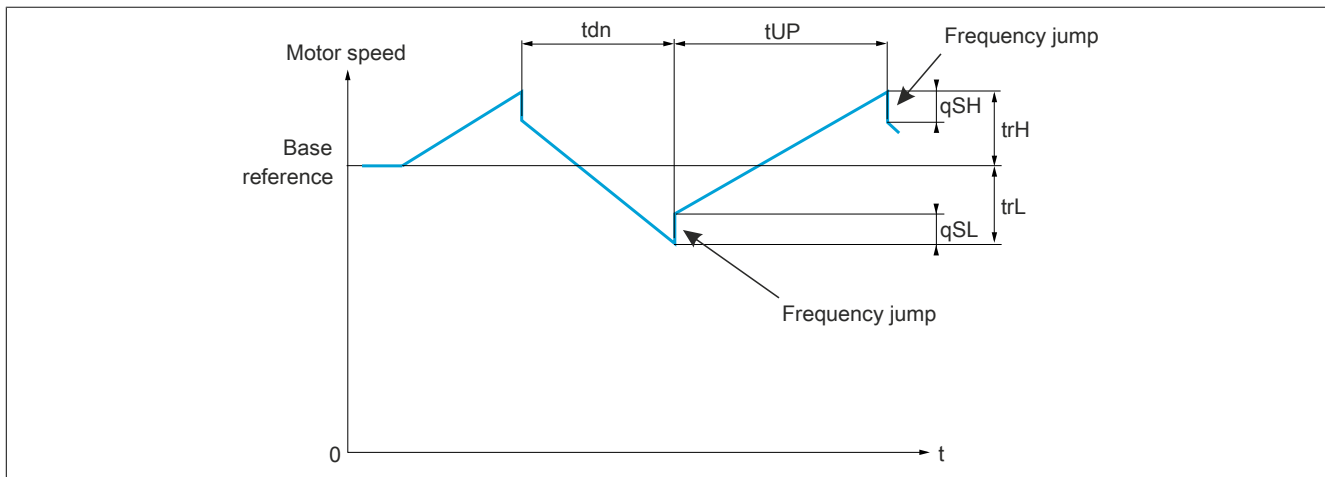 tdn
tUP
Frequency jump
Motor speed
qSH
trH
Base
reference
trL
qSL
Frequency jump
0
t